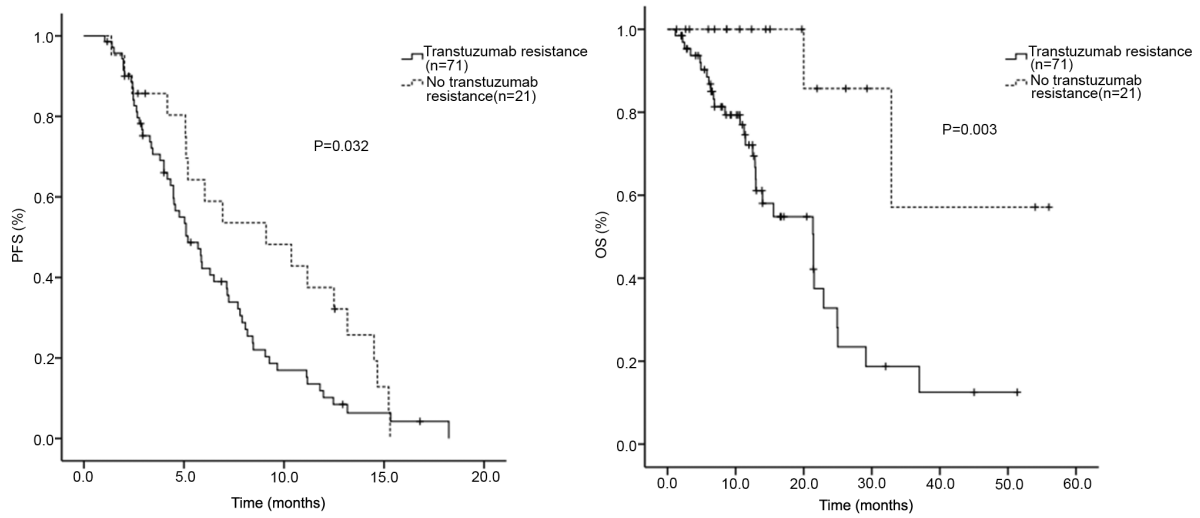 1.0
0.8
0.6
0.4
0.2
0.0
PFS (%)
0.0 5.0 10.0 15.0 20.0
Time (months)
Transtuzumab resistance
(n=71)
No transtuzumab
resistance(n=21)
P=0.032
1.0
0.8
0.6
0.4
0.2
0.0
OS (%)
0.0 10.0 20.0 30.0 40.0 50.0 60.0
Time (months)
Transtuzumab resistance
(n=71)
No transtuzumab
resistance(n=21)
P=0.003